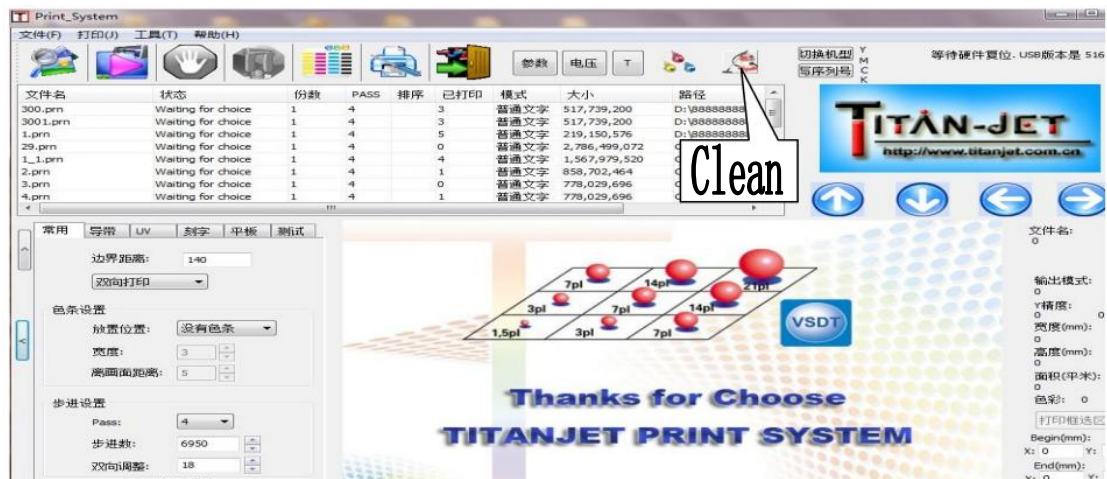 Print_System
文件(F) 打印(J) 工具(T) 帮助(H)
参数 电压 T
切换机型
写序列号
Y
M
C
K
等待硬件复位. USB版本是 516
文件名 状态 份数 PASS 排序 已打印 模式 大小 路径
300.prn Waiting for choice 1 4 3 普通文字 517,739,200 D:\88888888
3001.prn Waiting for choice 1 4 3 普通文字 517,739,200 D:\88888888
1.prn Waiting for choice 1 4 5 普通文字 219,150,576 D:\88888888
29.prn Waiting for choice 1 4 0 普通文字 2,786,499,072
1_1.prn Waiting for choice 1 4 4 普通文字 1,567,979,520
2.prn Waiting for choice 1 4 1 普通文字 858,702,464
3.prn Waiting for choice 1 4 0 普通文字 778,029,696
4.prn Waiting for choice 1 4 1 普通文字 778,029,696
Clean
TITAN-JET
http://www.titanjet.com.cn
常用 导带 UV 刻字 平板 测试
边界距离: 140
双向打印
色条设置
放置位置: 没有色条
宽度: 3
离画面距离: 5
步进设置
Pass: 4
步进数: 6950
双向调整: 18
7pl 14pl 21pl
3pl 7pl 14pl
1,5pl 3pl 7pl
VSDT
Thanks for Choose
TITANJET PRINT SYSTEM
文件名:
0
输出模式:
0
Y精度:
0 0
宽度(mm):
0
高度(mm):
0
面积(平米):
0
色彩: 0
打印框选区
Begin(mm):
X: 0 Y:
End(mm):
X: 0 Y: